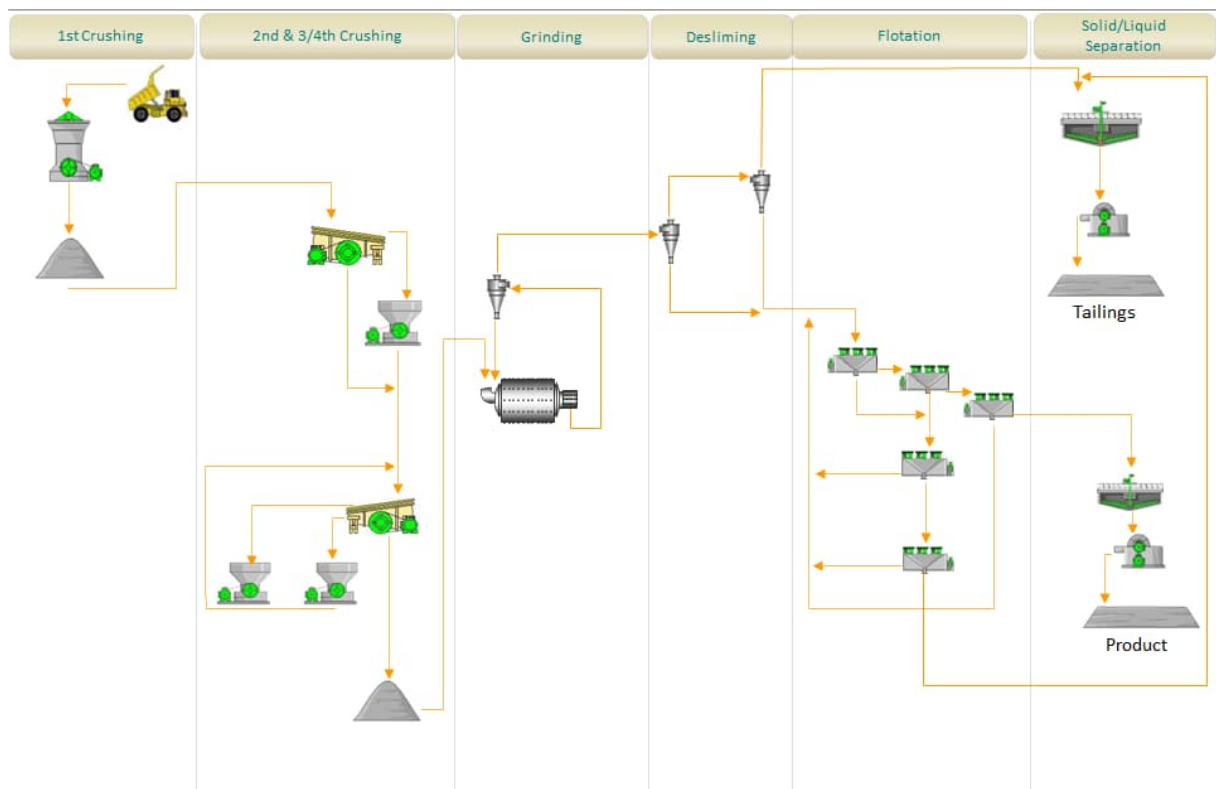 1st Crushing
2nd & 3/4th Crushing
Grinding
Desliming
Flotation
Solid/Liquid
Separation
Tailings
Product